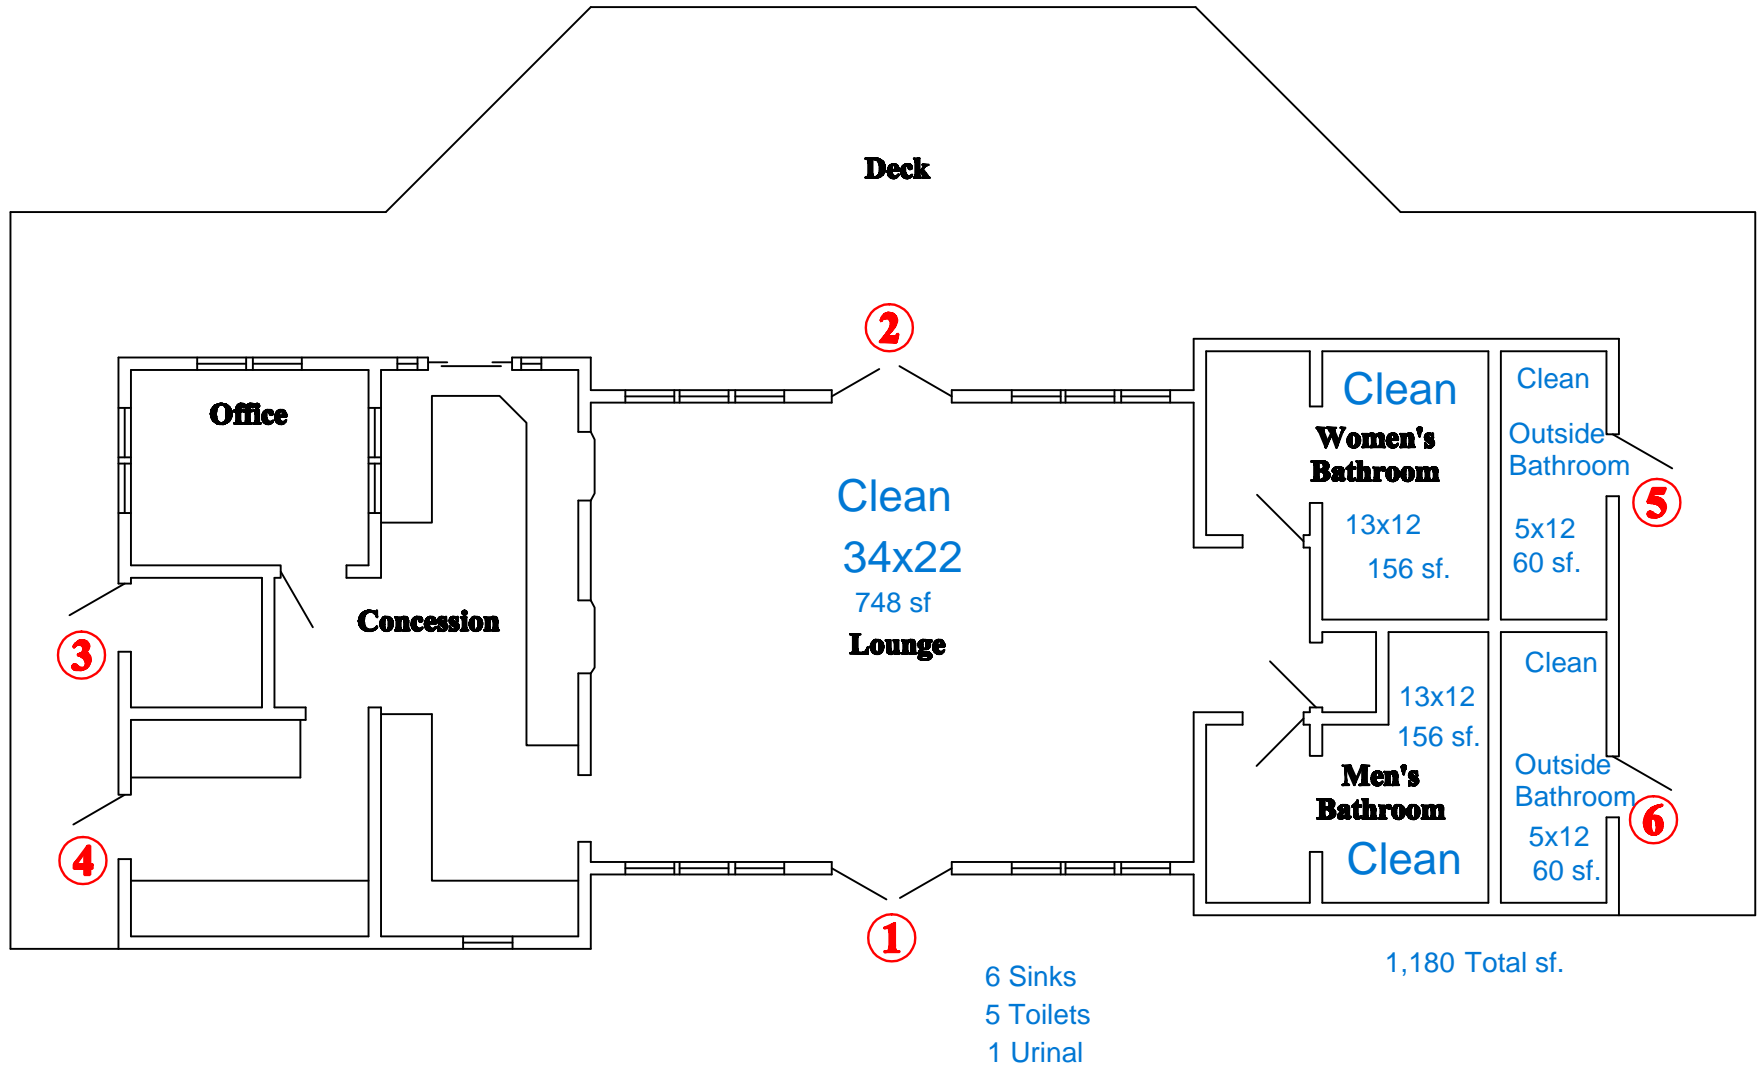 Deck
2
Office
Clean
34x22
748 sf
Lounge
Concession
3
4
1
Clean
Women's
Bathroom
13x12
156 sf.
Clean
Outside
Bathroom
5x12
60 sf.
5
13x12
156 sf.
Men's
Bathroom
Clean
Clean
Outside
Bathroom
5x12
60 sf.
6
6 Sinks
5 Toilets
1 Urinal
1,180 Total sf.